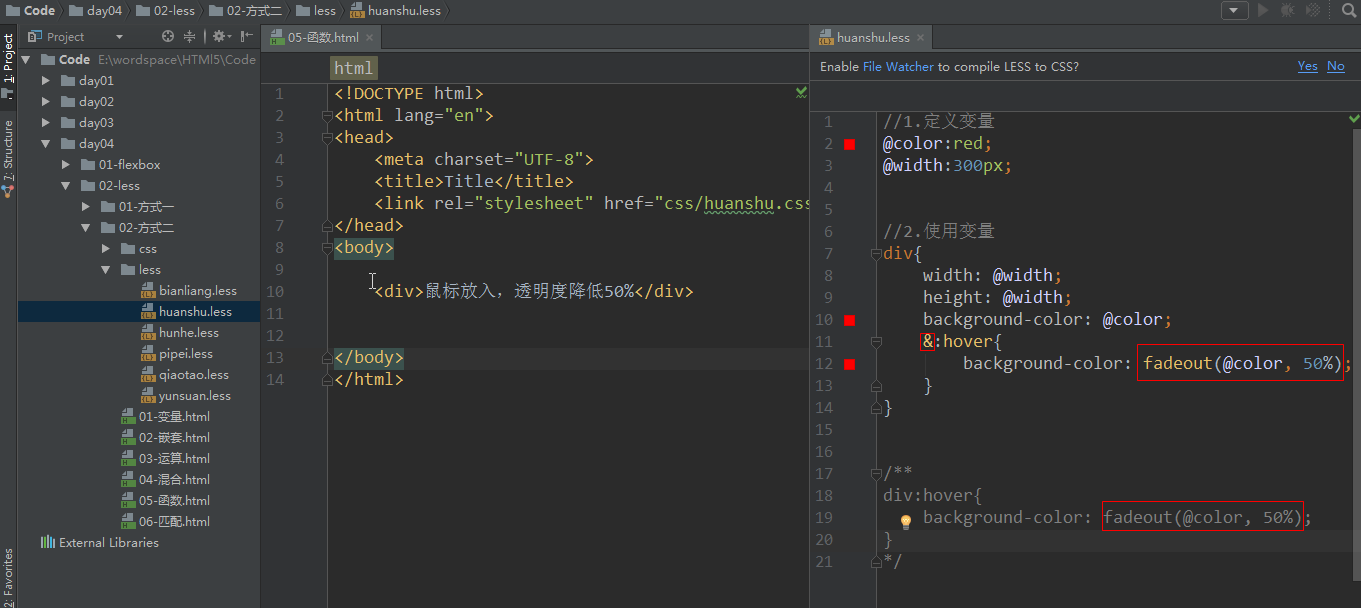 Code day04 02-less 02-方式二 less huanshu.less
1: Project
7: Structure
2: Favorites
Project
Code E:\wordspace\HTMl5\Code
day01
day02
day03
day04
01-flexbox
02-less
01-方式一
02-方式二
css
less
bianliang.less
huanshu.less
hunhe.less
pipei.less
qiaotao.less
yunsuan.less
01-变量.html
02-嵌套.html
03-运算.html
04-混合.html
05-函数.html
06-匹配.html
External Libraries
05-函数.html
html
1 <!DOCTYPE html>
2 <html lang="en">
3 <head>
4 <meta charset="UTF-8">
5 <title>Title</title>
6 <link rel="stylesheet" href="css/huanshu.css
7 </head>
8 <body>
9
10 <div>鼠标放入，透明度降低50%</div>
11
12
13 </body>
14 </html>
huanshu.less
Enable File Watcher to compile LESS to CSS? Yes No
1 //1.定义变量
2 @color:red;
3 @width:300px;
4
5
6 //2.使用变量
7 div{
8 width: @width;
9 height: @width;
10 background-color: @color;
11 &:hover{
12 background-color: fadeout(@color, 50%);
13 }
14 }
15
16
17 /**
18 div:hover{
19 background-color: fadeout(@color, 50%);
20 }
21 */